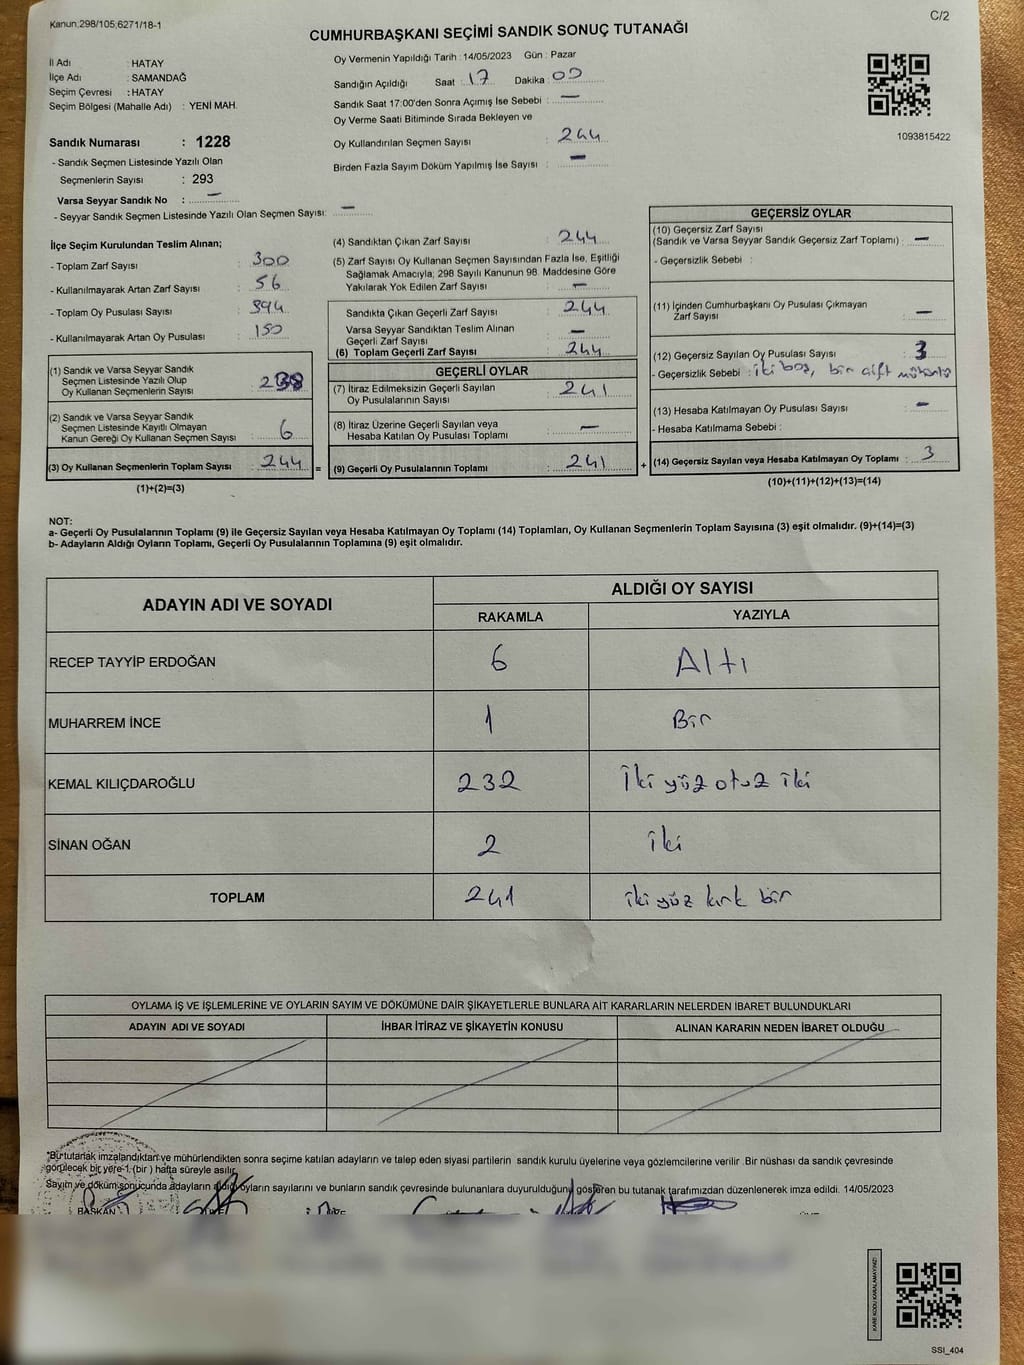 Kanun;298/105;6271/18-1
C/2
CUMHURBAŞKANI SEÇİMİ SANDIK SONUÇ TUTANAĞI
İl Adı : HATAY
İlçe Adı : SAMANDAĞ
Seçim Çevresi : HATAY
Seçim Bölgesi (Mahalle Adı) : YENİ MAH.
Sandık Numarası : 1228
- Sandık Seçmen Listesinde Yazılı Olan
Seçmenlerin Sayısı : 293
Varsa Seyyar Sandık No : —
- Seyyar Sandık Seçmen Listesinde Yazılı Olan Seçmen Sayısı: —
Oy Vermenin Yapıldığı Tarih : 14/05/2023 Gün : Pazar
Sandığın Açıldığı Saat : 17 Dakika : 00
Sandık Saat 17:00'den Sonra Açımış İse Sebebi : —
Oy Verme Saati Bitiminde Sırada Bekleyen ve
Oy Kullandırılan Seçmen Sayısı : 244
Birden Fazla Sayım Döküm Yapılmış İse Sayısı : —
1093815422
İlçe Seçim Kurulundan Teslim Alınan;
- Toplam Zarf Sayısı : 300
- Kullanılmayarak Artan Zarf Sayısı : 56
- Toplam Oy Pusulası Sayısı : 394
- Kullanılmayarak Artan Oy Pusulası : 150
(1) Sandık ve Varsa Seyyar Sandık
Seçmen Listesinde Yazılı Olup
Oy Kullanan Seçmenlerin Sayısı : 238
(2) Sandık ve Varsa Seyyar Sandık
Seçmen Listesinde Kayıtlı Olmayan
Kanun Gereği Oy Kullanan Seçmen Sayısı : 6
(3) Oy Kullanan Seçmenlerin Toplam Sayısı : 244 =
(1)+(2)=(3)
(4) Sandıktan Çıkan Zarf Sayısı : 244
(5) Zarf Sayısı Oy Kullanan Seçmen Sayısından Fazla İse, Eşitliği
Sağlamak Amacıyla; 298 Sayılı Kanunun 98. Maddesine Göre
Yakılarak Yok Edilen Zarf Sayısı : —
Sandıkta Çıkan Geçerli Zarf Sayısı : 244
Varsa Seyyar Sandıktan Teslim Alınan
Geçerli Zarf Sayısı : —
(6) Toplam Geçerli Zarf Sayısı : 244
GEÇERLİ OYLAR
(7) İtiraz Edilmeksizin Geçerli Sayılan
Oy Pusulalarının Sayısı : 241
(8) İtiraz Üzerine Geçerli Sayılan veya
Hesaba Katılan Oy Pusulası Toplamı : —
(9) Geçerli Oy Pusulalarının Toplamı : 241 +
GEÇERSİZ OYLAR
(10) Geçersiz Zarf Sayısı
(Sandık ve Varsa Seyyar Sandık Geçersiz Zarf Toplamı) : —
- Geçersizlik Sebebi :
(11) İçinden Cumhurbaşkanı Oy Pusulası Çıkmayan
Zarf Sayısı : —
(12) Geçersiz Sayılan Oy Pusulası Sayısı : 3
- Geçersizlik Sebebi : iki boş, bir çift mühürlü
(13) Hesaba Katılmayan Oy Pusulası Sayısı : —
- Hesaba Katılmama Sebebi :
(14) Geçersiz Sayılan veya Hesaba Katılmayan Oy Toplamı : 3
(10)+(11)+(12)+(13)=(14)
NOT:
a- Geçerli Oy Pusulalarının Toplamı (9) ile Geçersiz Sayılan veya Hesaba Katılmayan Oy Toplamı (14) Toplamları, Oy Kullanan Seçmenlerin Toplam Sayısına (3) eşit olmalıdır. (9)+(14)=(3)
b- Adayların Aldığı Oyların Toplamı, Geçerli Oy Pusulalarının Toplamına (9) eşit olmalıdır.
ADAYIN ADI VE SOYADI
ALDIĞI OY SAYISI
RAKAMLA YAZIYLA
RECEP TAYYİP ERDOĞAN 6 Altı
MUHARREM İNCE 1 Bir
KEMAL KILIÇDAROĞLU 232 İki yüz otuz iki
SİNAN OĞAN 2 İki
TOPLAM 241 iki yüz kırk bir
OYLAMA İŞ VE İŞLEMLERİNE VE OYLARIN SAYIM VE DÖKÜMÜNE DAİR ŞİKAYETLERLE BUNLARA AİT KARARLARIN NELERDEN İBARET BULUNDUKLARI
ADAYIN ADI VE SOYADI İHBAR İTİRAZ VE ŞİKAYETİN KONUSU ALINAN KARARIN NEDEN İBARET OLDUĞU
*Bu tutanak imzalandıktan ve mühürlendikten sonra seçime katılan adayların ve talep eden siyasi partilerin sandık kurulu üyelerine veya gözlemcilerine verilir .Bir nüshası da sandık çevresinde
görülecek bir yere 1 (bir ) hafta süreyle asılır.
Sayım ve döküm sonucunda adayların aldığı oyların sayılarını ve bunların sandık çevresinde bulunanlara duyurulduğunu gösteren bu tutanak tarafımızdan düzenlenerek imza edildi. 14/05/2023
BAŞKAN
KARE KODU KARALAMAYINIZ!
SSI_404